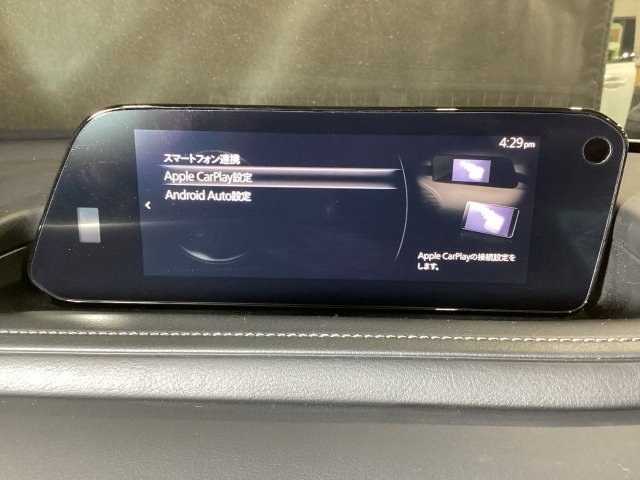 4:29pm
スマートフォン連携
Apple CarPlay設定
Android Auto設定
Apple CarPlayの接続設定を
します。